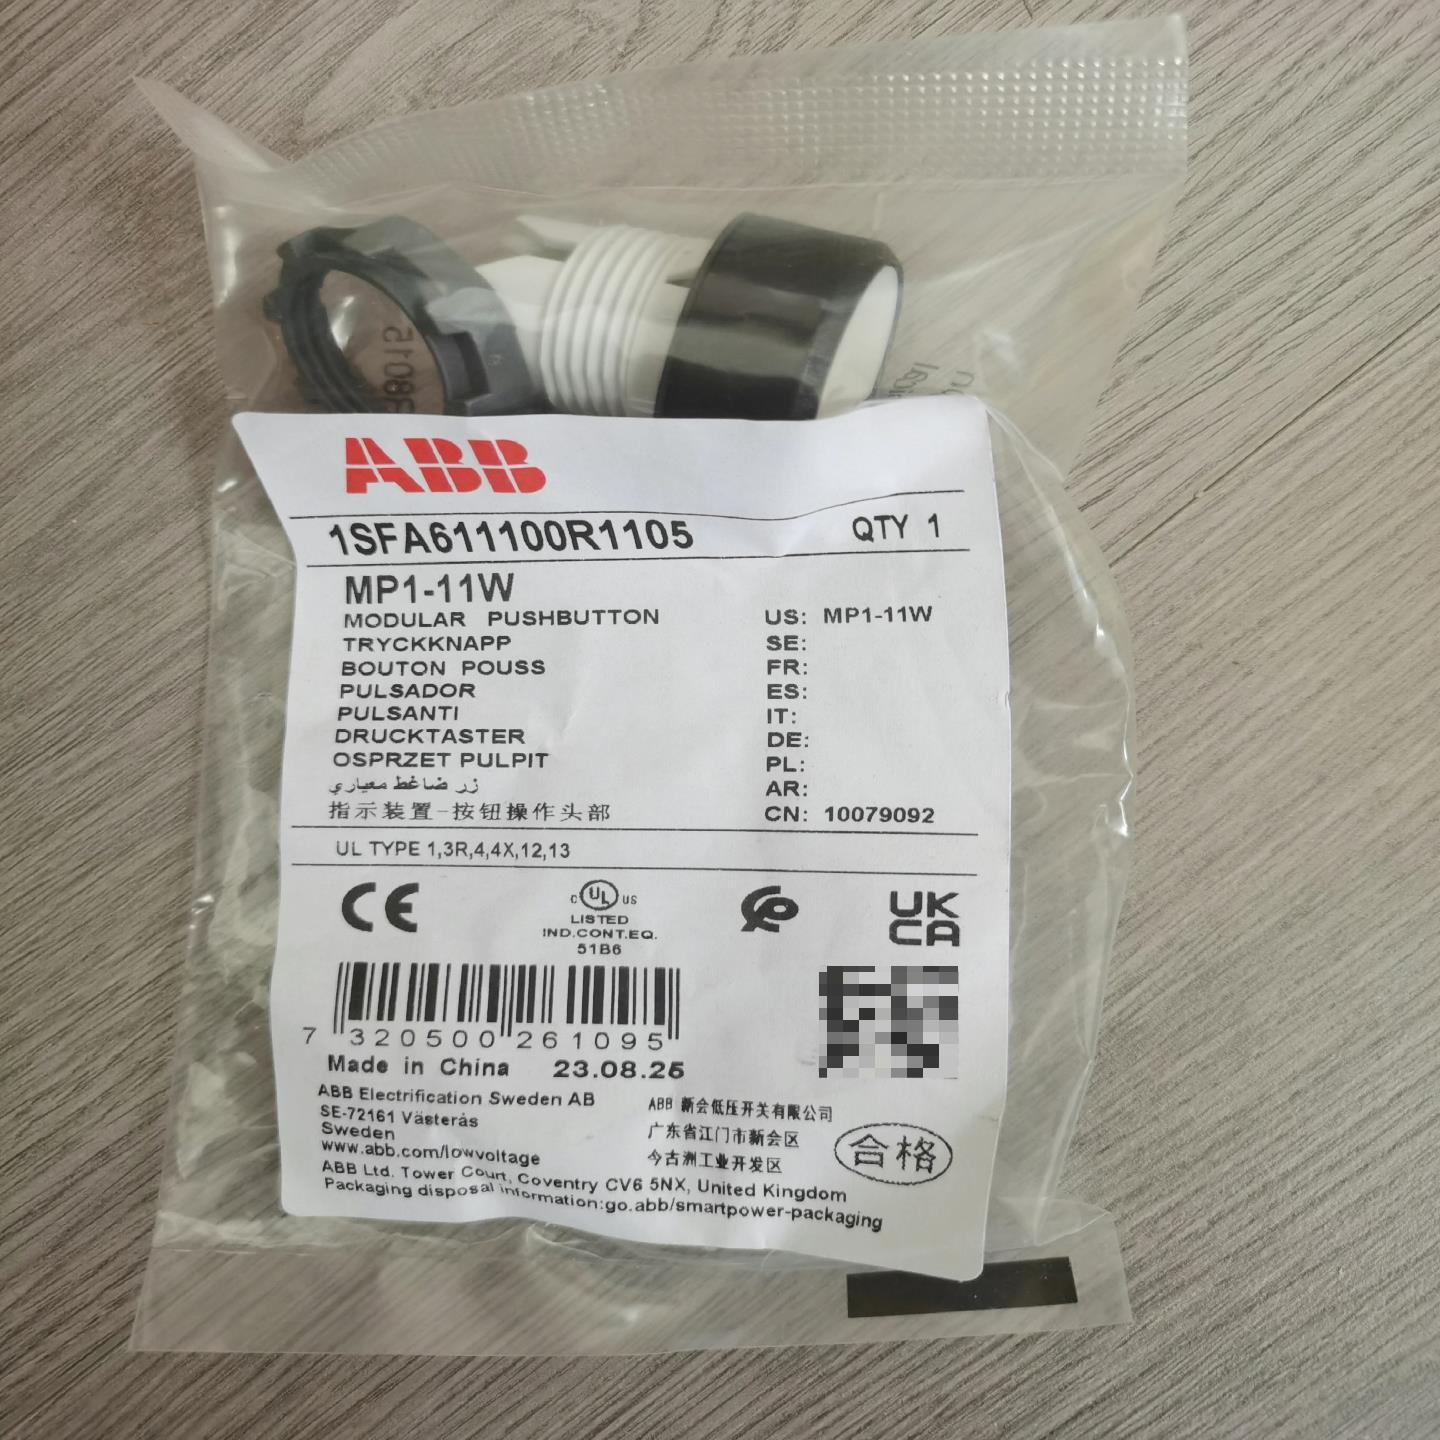 ABB
1SFA611100R1105 QTY 1
MP1-11W
MODULAR PUSHBUTTON US: MP1-11W
TRYCKKNAPP SE:
BOUTON POUSS FR:
PULSADOR ES:
PULSANTI IT:
DRUCKTASTER DE:
OSPRZET PULPIT PL:
زر ضاغط معياري AR:
指示装置-按钮操作头部 CN: 10079092
UL TYPE 1,3R,4,4X,12,13
CE
c UL us
LISTED
IND.CONT.EQ.
51B6
UK
CA
7 320500 261095
Made in China 23.08.25
ABB Electrification Sweden AB
SE-72161 Västerås
Sweden
www.abb.com/lowvoltage
ABB 新会低压开关有限公司
广东省江门市新会区
今古洲工业开发区
合格
ABB Ltd. Tower Court, Coventry CV6 5NX, United Kingdom
Packaging disposal information:go.abb/smartpower-packaging